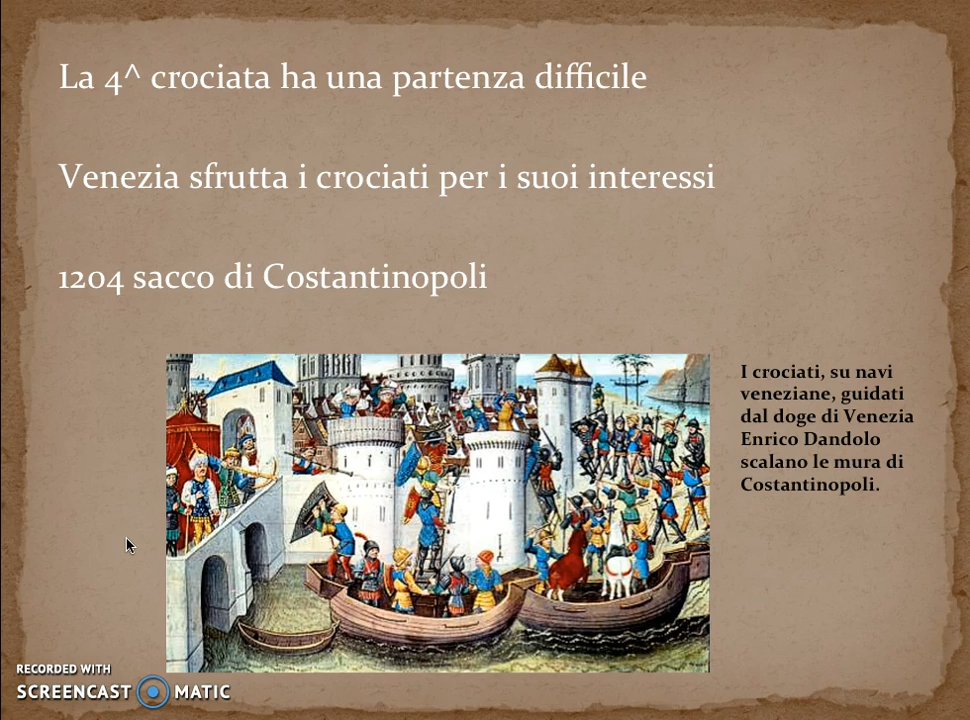 La 4^ crociata ha una partenza difficile
Venezia sfrutta i crociati per i suoi interessi
1204 sacco di Costantinopoli
I crociati, su navi
veneziane, guidati
dal doge di Venezia
Enrico Dandolo
scalano le mura di
Costantinopoli.
RECORDED WITH
SCREENCAST MATIC